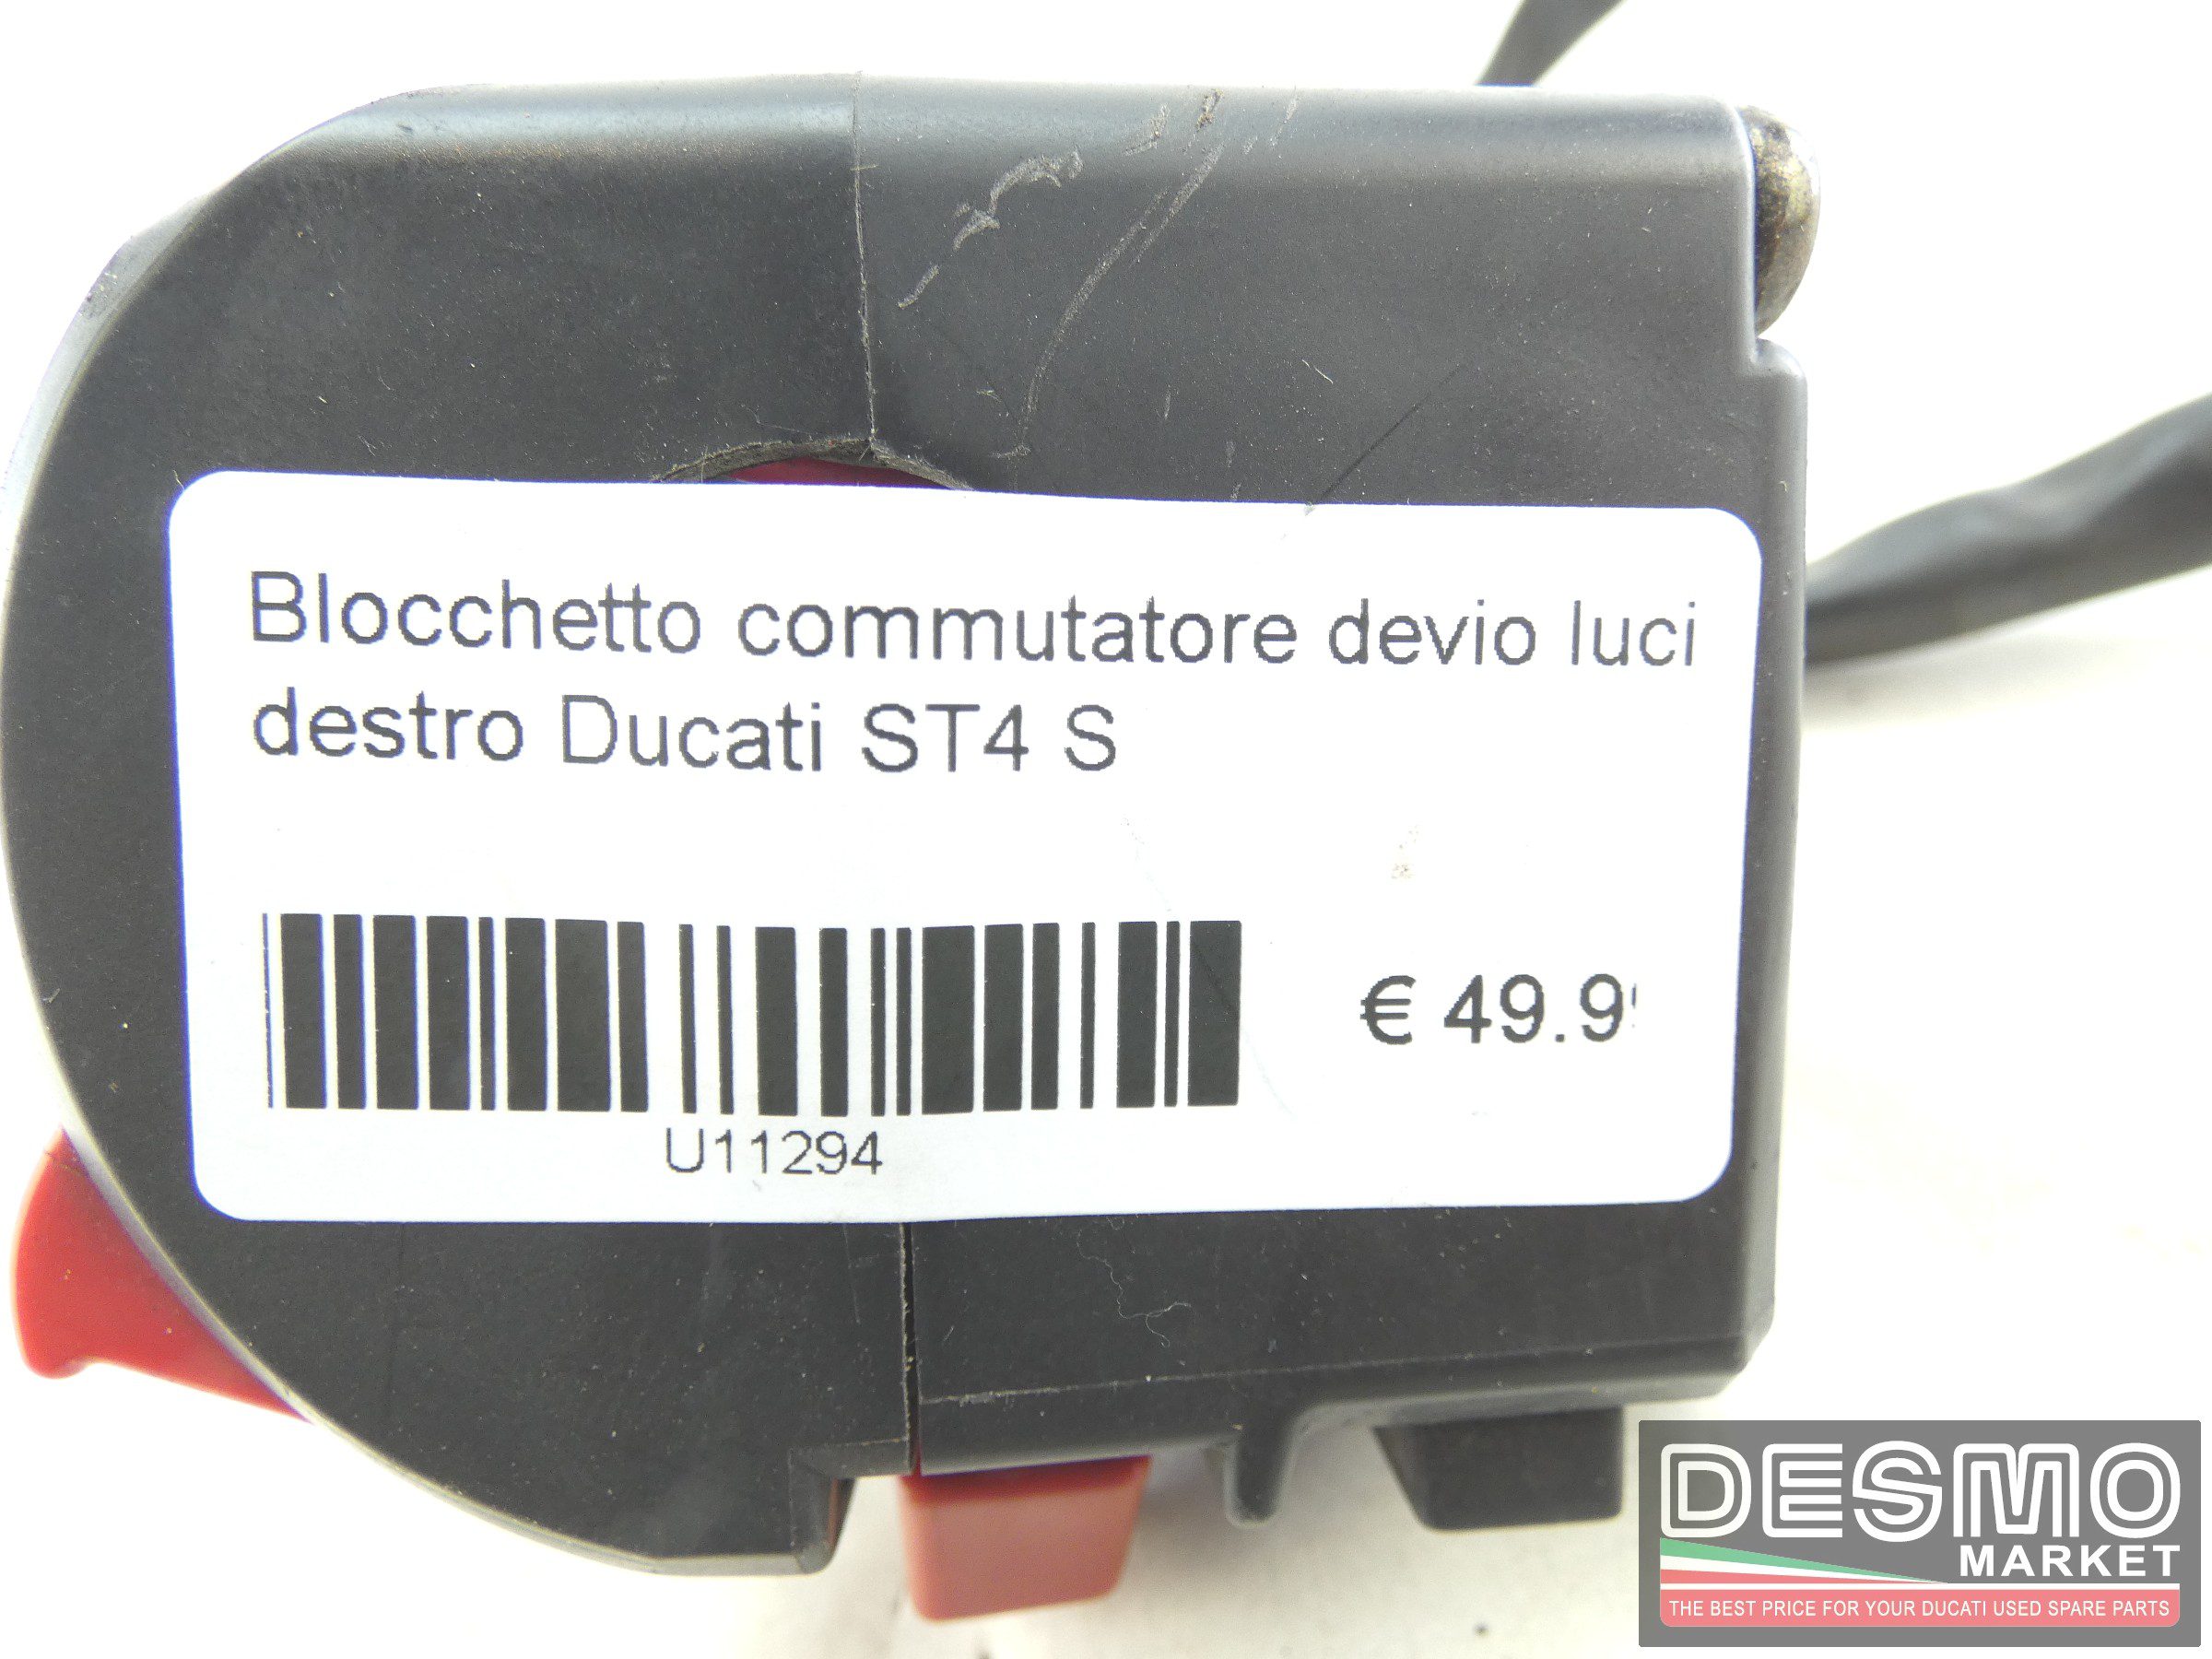 Blocchetto commutatore devio luci
destro Ducati ST4 S
€ 49.9
U11294
DESMO
MARKET
THE BEST PRICE FOR YOUR DUCATI USED SPARE PARTS